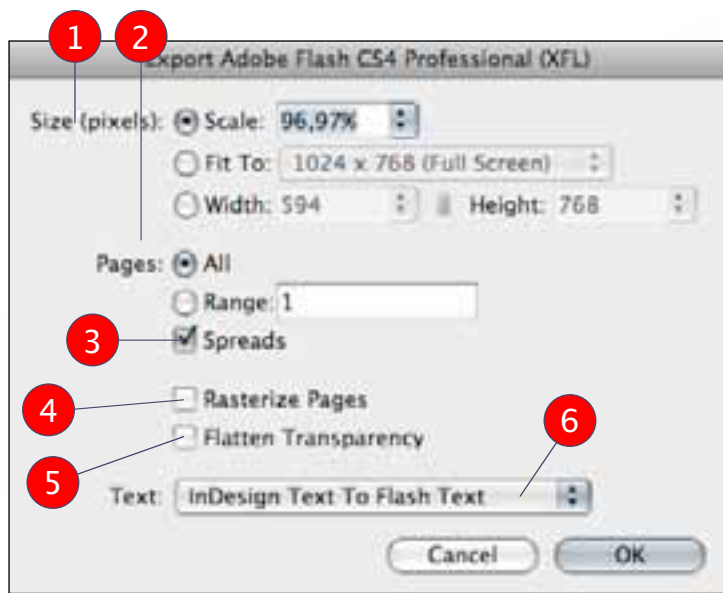 1 2
Export Adobe Flash CS4 Professional (XFL)
Size (pixels): Scale: 96,97%
Fit To: 1024 x 768 (Full Screen)
Width: 594 Height: 768
Pages: All
Range: 1
3 Spreads
4 Rasterize Pages
5 Flatten Transparency
6
Text: InDesign Text To Flash Text
Cancel OK